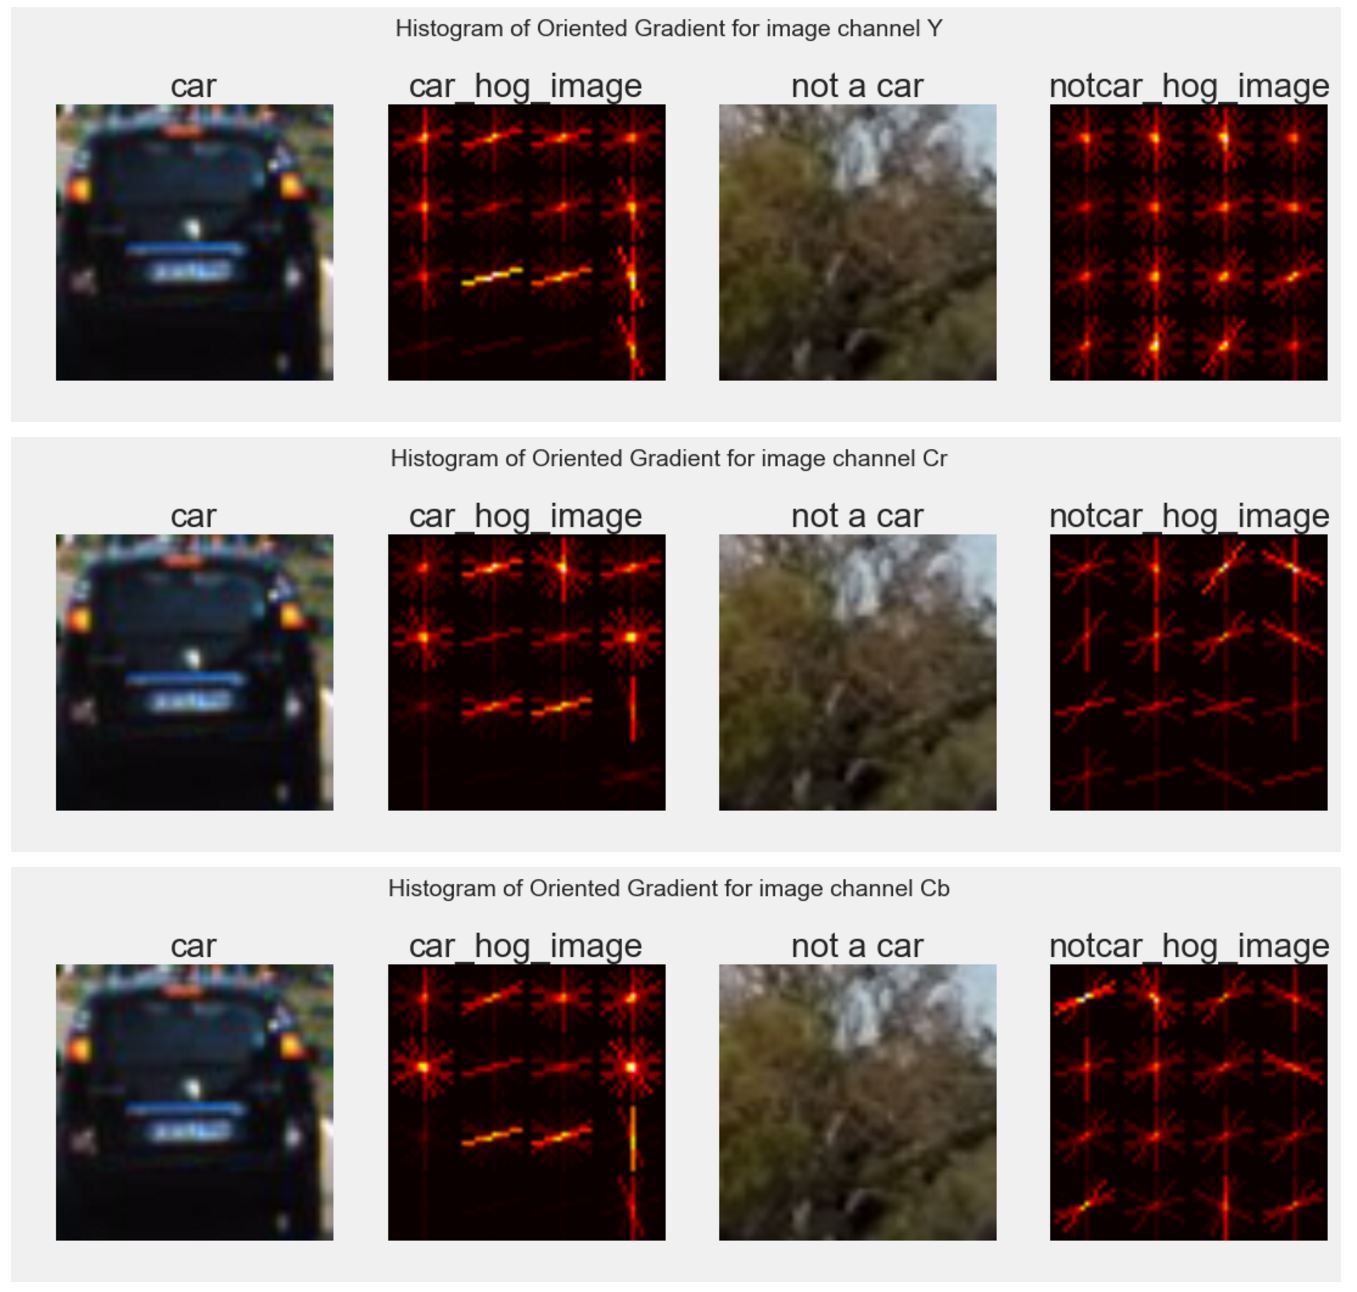 Histogram of Oriented Gradient for image channel Y
car car_hog_image not a car notcar_hog_image
Histogram of Oriented Gradient for image channel Cr
car car_hog_image not a car notcar_hog_image
Histogram of Oriented Gradient for image channel Cb
car car_hog_image not a car notcar_hog_image